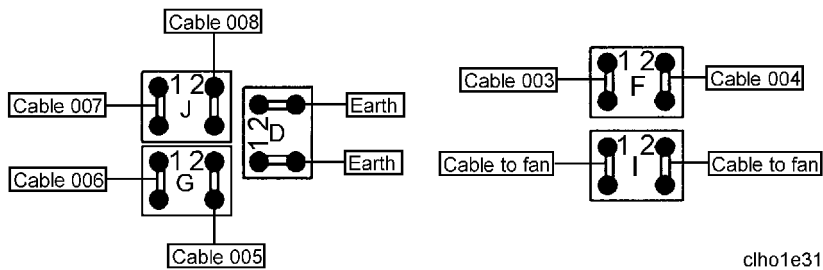 Cable 008
1 2
J
Cable 007
1 2
D
Earth
Earth
1 2
G
Cable 006
Cable 005
1 2
F
Cable 003
Cable 004
1 2
I
Cable to fan
Cable to fan
clho1e31